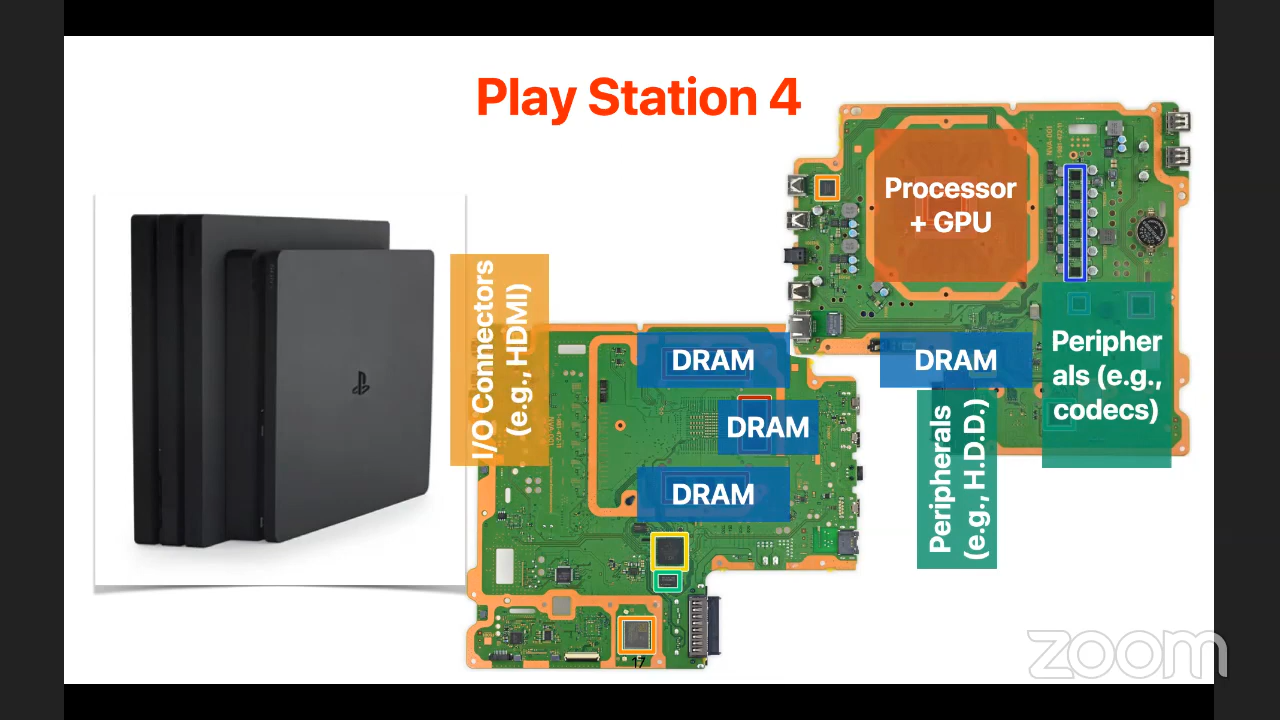 Play Station 4
Processor
+ GPU
I/O Connectors
(e.g., HDMI)
DRAM
DRAM
DRAM
DRAM
Peripher
als (e.g.,
codecs)
Peripherals
(e.g., H.D.D.)
17
zoom